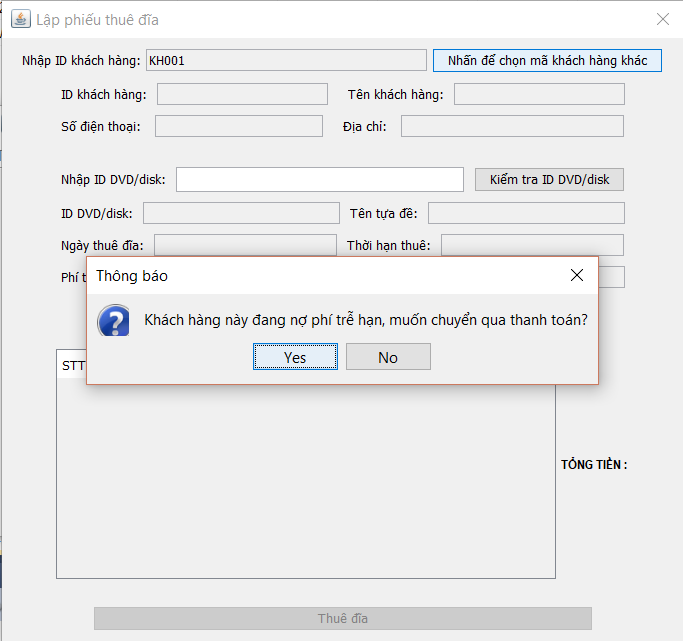 Lập phiếu thuê đĩa
Nhập ID khách hàng: KH001 Nhấn để chọn mã khách hàng khác
ID khách hàng: Tên khách hàng:
Số điện thoại: Địa chỉ:
Nhập ID DVD/disk: Kiểm tra ID DVD/disk
ID DVD/disk: Tên tựa đề:
Ngày thuê đĩa: Thời hạn thuê:
Phí
Thông báo
Khách hàng này đang nợ phí trễ hạn, muốn chuyển qua thanh toán?
Yes No
STT
TỔNG TIỀN :
Thuê đĩa